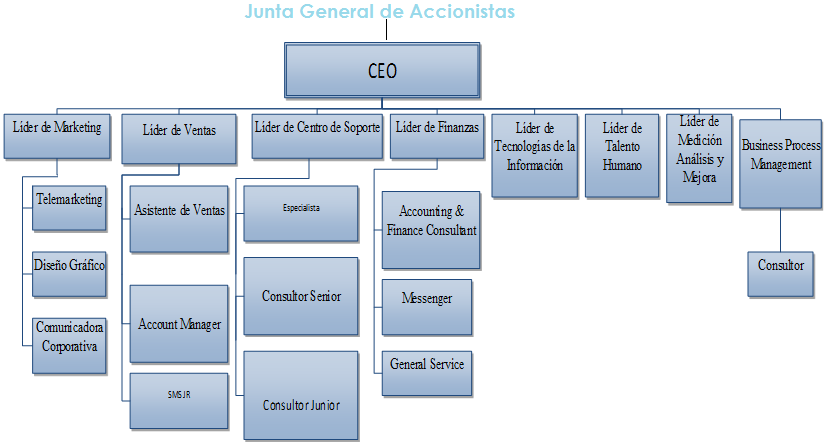 Junta General de Accionistas
CEO
Líder de Marketing
Líder de Ventas
Líder de Centro de Soporte
Líder de Finanzas
Líder de
Tecnologías de la
Información
Líder de
Talento
Humano
Líder de
Medición
Análisis y
Mejora
Business Process
Management
Telemarketing
Diseño Gráfico
Comunicadora
Corporativa
Asistente de Ventas
Account Manager
SMS JR
Especialista
Consultor Senior
Consultor Junior
Accounting &
Finance Consultant
Messenger
General Service
Consultor